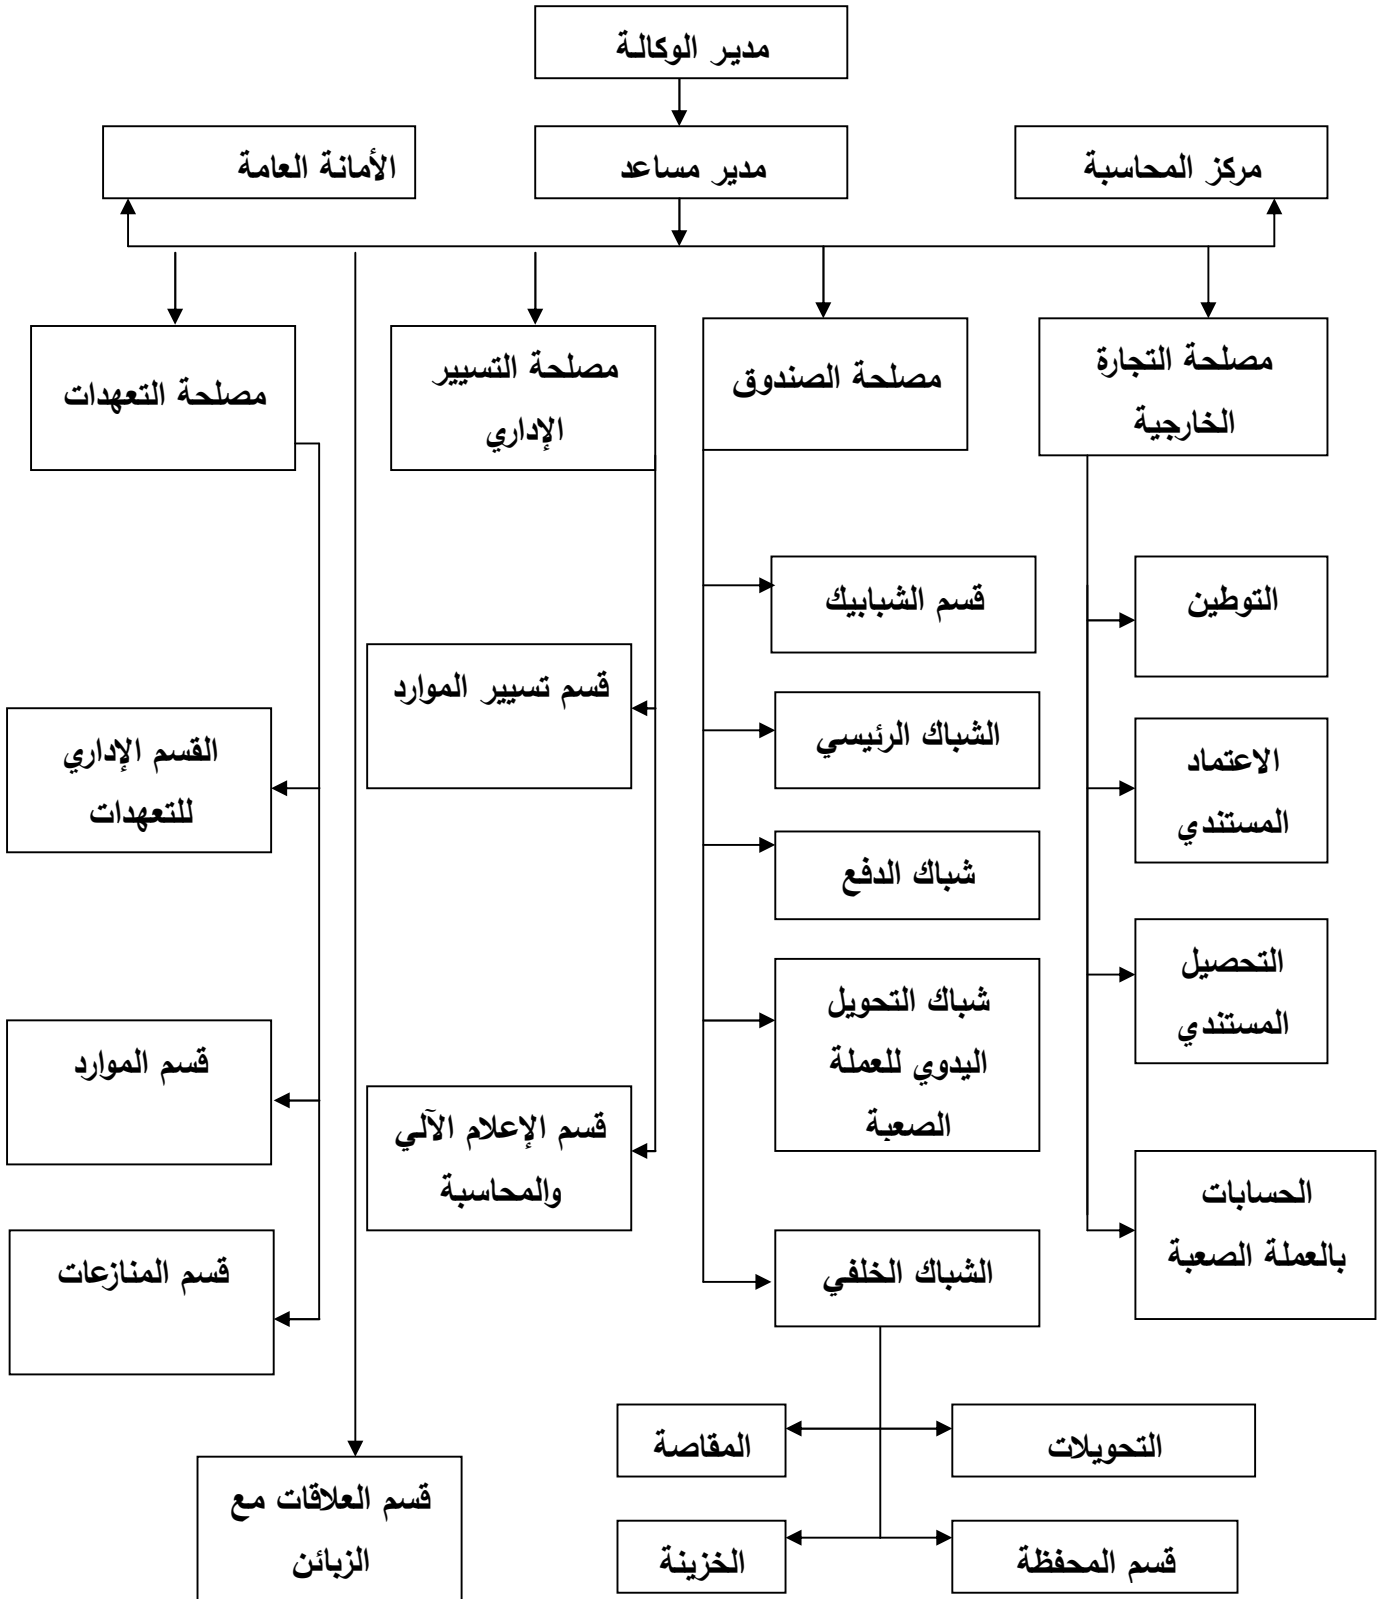 مدير الوكالة
مركز المحاسبة
مدير مساعد
الأمانة العامة
مصلحة التجارة
الخارجية
مصلحة الصندوق
مصلحة التسيير
الإداري
مصلحة التعهدات
التوطين
الاعتماد
المستندي
التحصيل
المستندي
الحسابات
بالعملة الصعبة
قسم الشبابيك
الشباك الرئيسي
شباك الدفع
شباك التحويل
اليدوي للعملة
الصعبة
الشباك الخلفي
التحويلات
المقاصة
قسم المحفظة
الخزينة
قسم تسيير الموارد
قسم الإعلام الآلي
والمحاسبة
القسم الإداري
للتعهدات
قسم الموارد
قسم المنازعات
قسم العلاقات مع
الزبائن